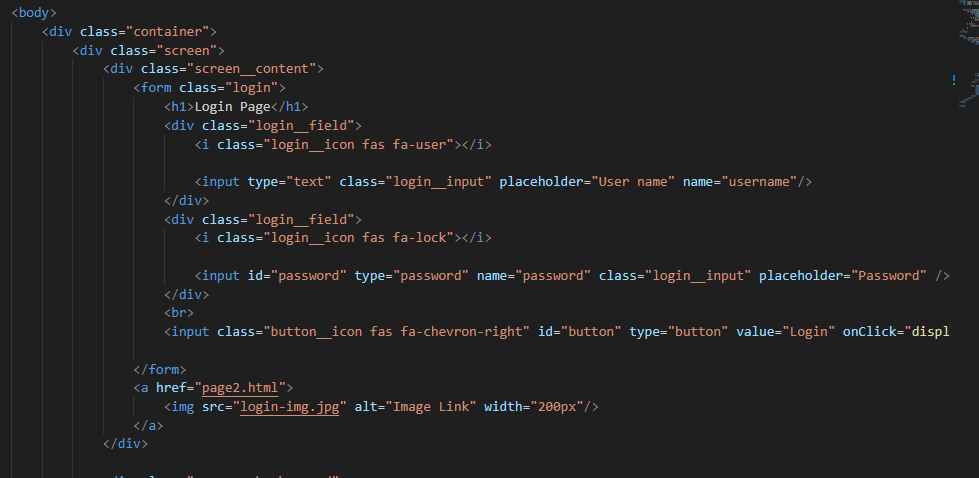 <body>
<div class="container">
<div class="screen">
<div class="screen__content">
<form class="login">
<h1>Login Page</h1>
<div class="login__field">
<i class="login__icon fas fa-user"></i>
<input type="text" class="login__input" placeholder="User name" name="username"/>
</div>
<div class="login__field">
<i class="login__icon fas fa-lock"></i>
<input id="password" type="password" name="password" class="login__input" placeholder="Password" />
</div>
<br>
<input class="button__icon fas fa-chevron-right" id="button" type="button" value="Login" onClick="displ
</form>
<a href="page2.html">
<img src="login-img.jpg" alt="Image Link" width="200px"/>
</a>
</div>